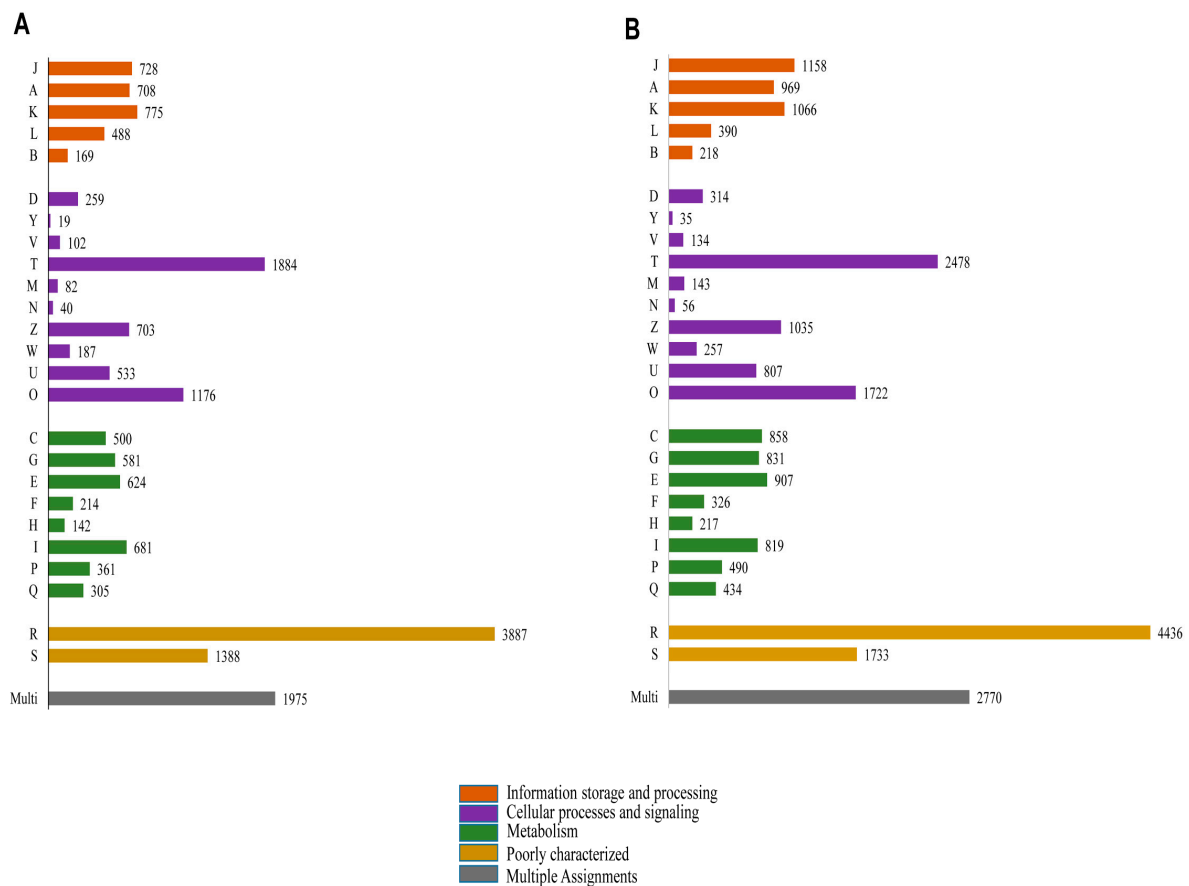 A
J 728
A 708
K 775
L 488
B 169
D 259
Y 19
V 102
T 1884
M 82
N 40
Z 703
W 187
U 533
O 1176
C 500
G 581
E 624
F 214
H 142
I 681
P 361
Q 305
R 3887
S 1388
Multi 1975
B
J 1158
A 969
K 1066
L 390
B 218
D 314
Y 35
V 134
T 2478
M 143
N 56
Z 1035
W 257
U 807
O 1722
C 858
G 831
E 907
F 326
H 217
I 819
P 490
Q 434
R 4436
S 1733
Multi 2770
Information storage and processing
Cellular processes and signaling
Metabolism
Poorly characterized
Multiple Assignments